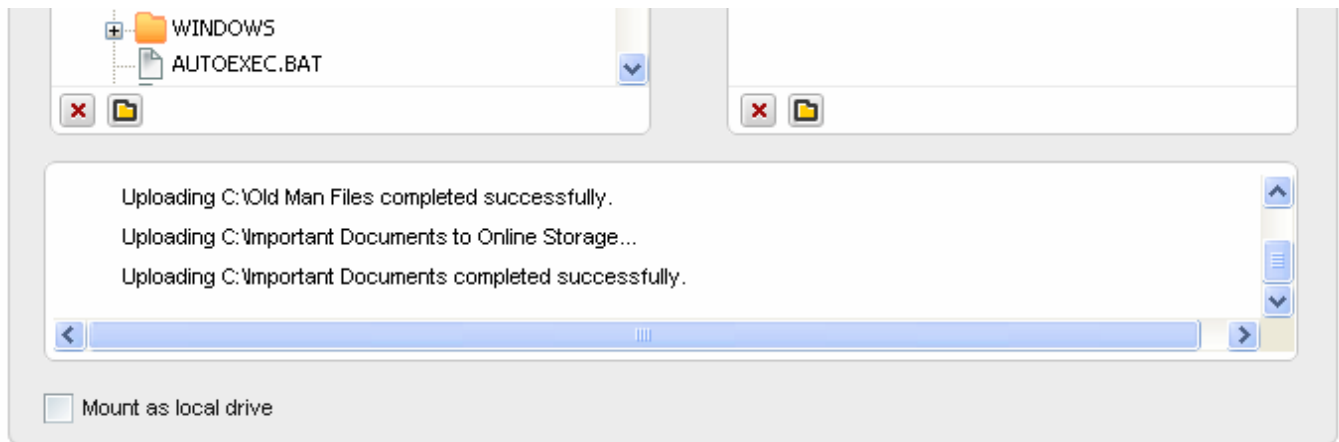 WINDOWS
AUTOEXEC.BAT
Uploading C:\Old Man Files completed successfully.
Uploading C:\Important Documents to Online Storage...
Uploading C:\Important Documents completed successfully.
Mount as local drive